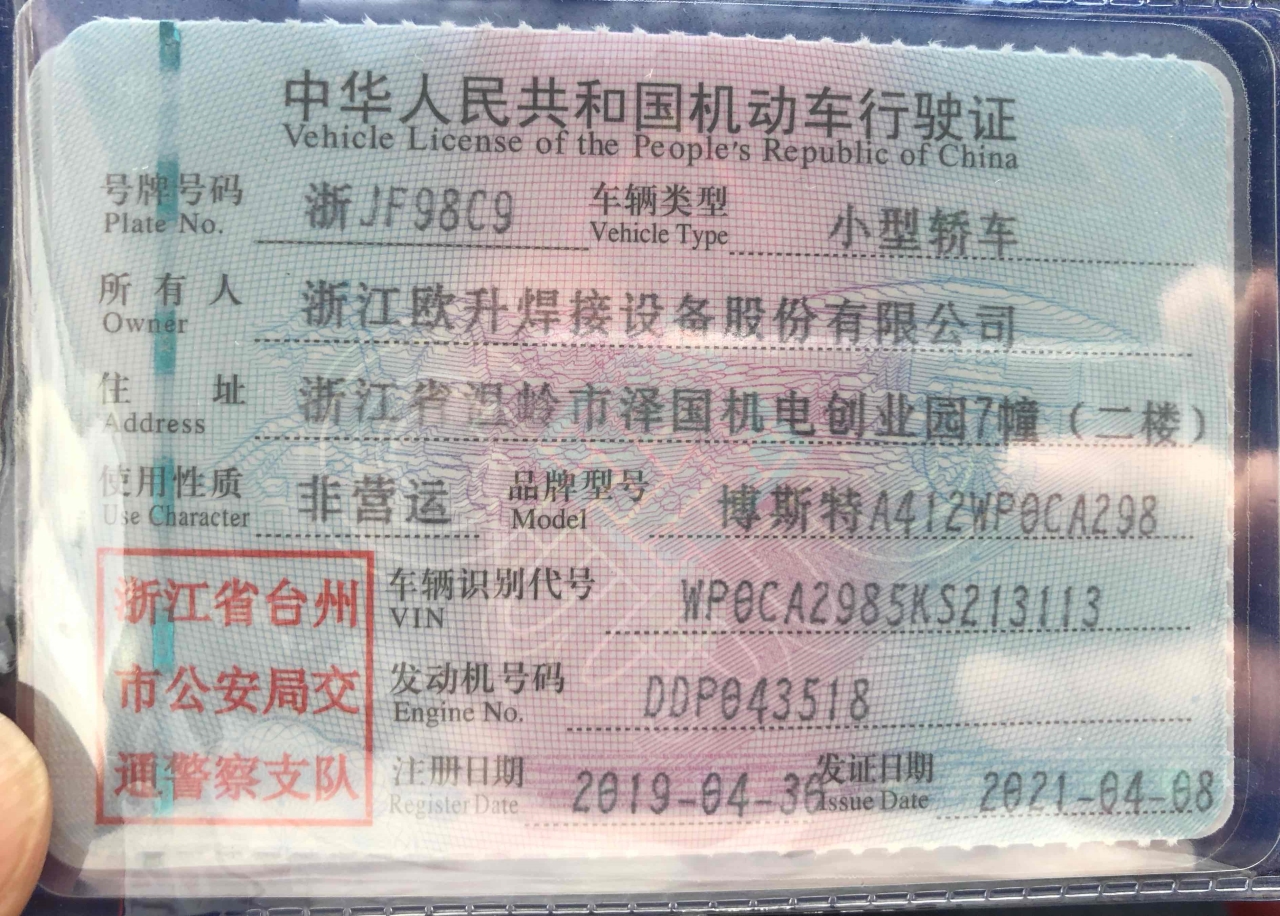 中华人民共和国机动车行驶证
Vehicle License of the People's Republic of China
号牌号码 浙JF98C9 车辆类型 小型轿车
Plate No. Vehicle Type
所有人 浙江欧升焊接设备股份有限公司
Owner
住址 浙江省温岭市泽国机电创业园7幢（二楼）
Address
使用性质 非营运 品牌型号 博斯特A412WP0CA298
Use Character Model
浙江省台州 车辆识别代号 WP0CA2985KS213113
VIN
市公安局交 发动机号码 DDP043518
Engine No.
通警察支队 注册日期 2019-04-30 发证日期 2021-04-08
Register Date Issue Date